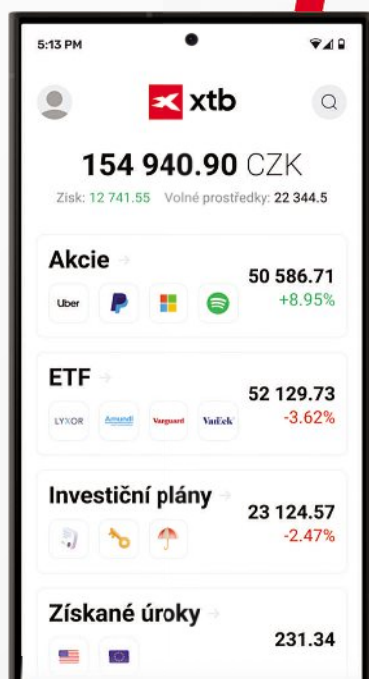 5:13 PM
xtb
154 940.90 CZK
Zisk: 12 741.55 Volné prostředky: 22 344.5
Akcie
50 586.71
Uber
+8.95%
ETF
52 129.73
LYXOR Amundi Vanguard VanEck
-3.62%
Investiční plány
23 124.57
-2.47%
Získané úroky
231.34